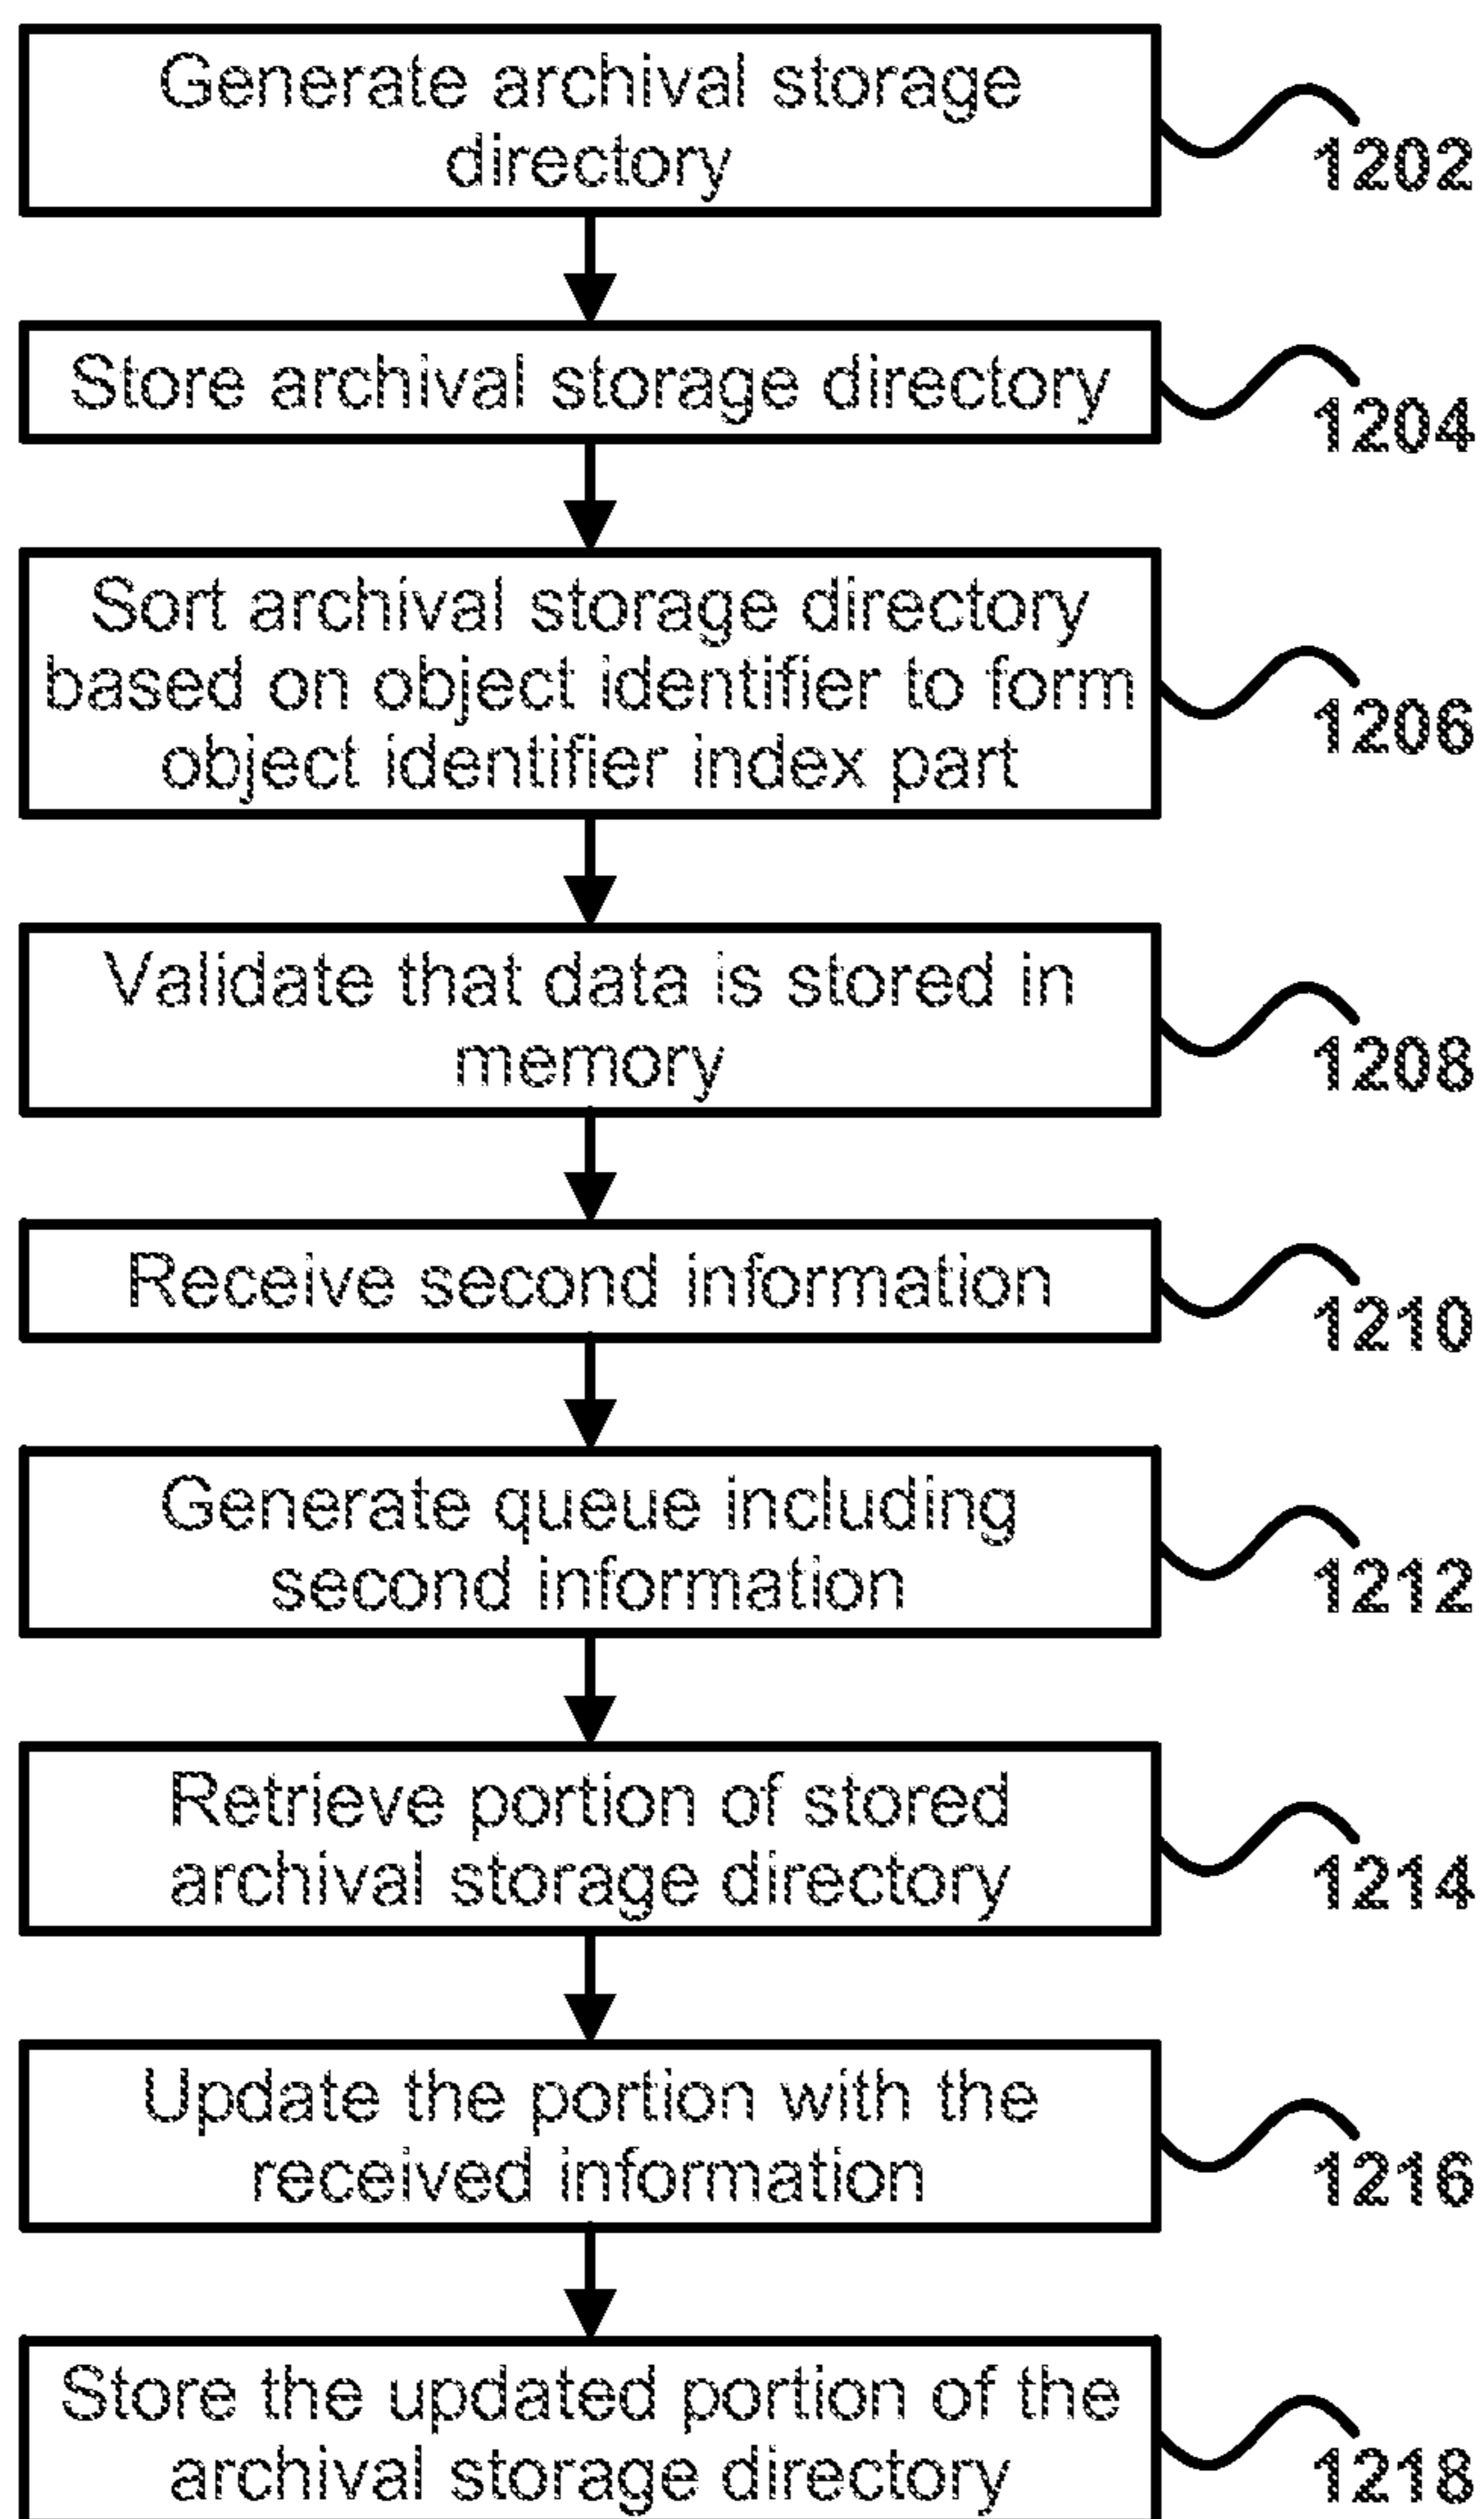 Generate archival storage
directory
1202
Store archival storage directory
1204
Sort archival storage directory
based on object identifier to form
object identifier index part
1206
Validate that data is stored in
memory
1208
Receive second information
1210
Generate queue including
second information
1212
Retrieve portion of stored
archival storage directory
1214
Update the portion with the
received information
1216
Store the updated portion of the
archival storage directory
1218